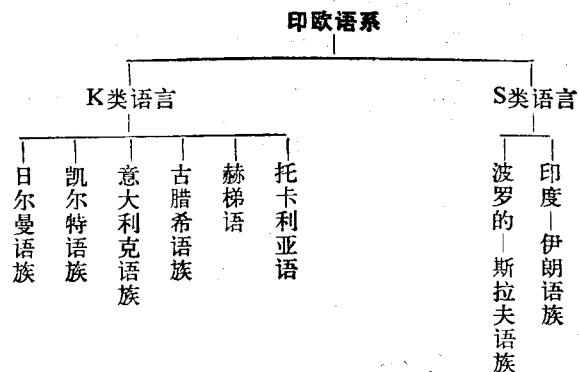 印欧语系
K类语言
S类语言
日尔曼语族
凯尔特语族
意大利克语族
古腊希语族
赫梯语
托卡利亚语
波罗的—斯拉夫语族
印度—伊朗语族